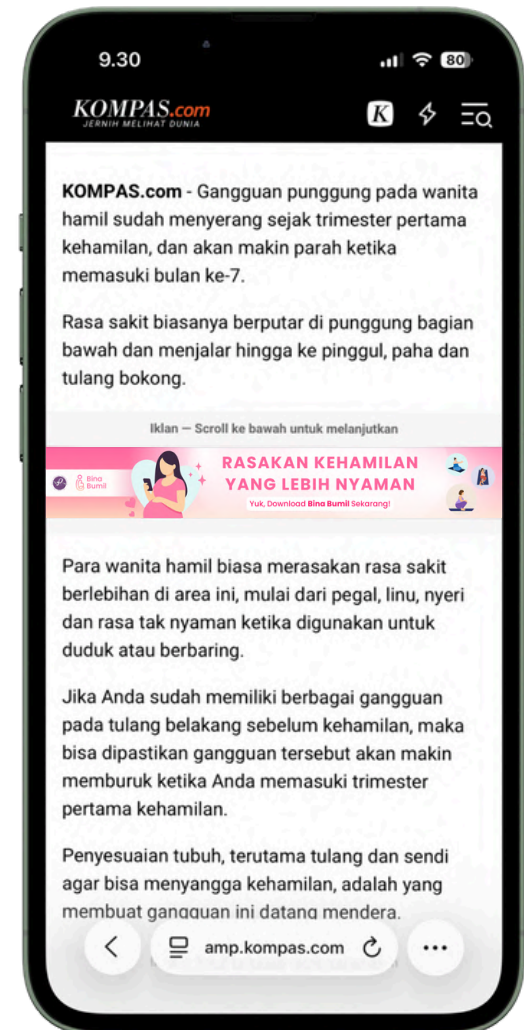 9.30
80
KOMPAS.com
JERNIH MELIHAT DUNIA
K
KOMPAS.com - Gangguan punggung pada wanita
hamil sudah menyerang sejak trimester pertama
kehamilan, dan akan makin parah ketika
memasuki bulan ke-7.
Rasa sakit biasanya berputar di punggung bagian
bawah dan menjalar hingga ke pinggul, paha dan
tulang bokong.
Iklan — Scroll ke bawah untuk melanjutkan
Bina
Bumil
RASAKAN KEHAMILAN
YANG LEBIH NYAMAN
Yuk, Download Bina Bumil Sekarang!
Para wanita hamil biasa merasakan rasa sakit
berlebihan di area ini, mulai dari pegal, linu, nyeri
dan rasa tak nyaman ketika digunakan untuk
duduk atau berbaring.
Jika Anda sudah memiliki berbagai gangguan
pada tulang belakang sebelum kehamilan, maka
bisa dipastikan gangguan tersebut akan makin
memburuk ketika Anda memasuki trimester
pertama kehamilan.
Penyesuaian tubuh, terutama tulang dan sendi
agar bisa menyangga kehamilan, adalah yang
membuat gangguan ini datang mendera.
amp.kompas.com